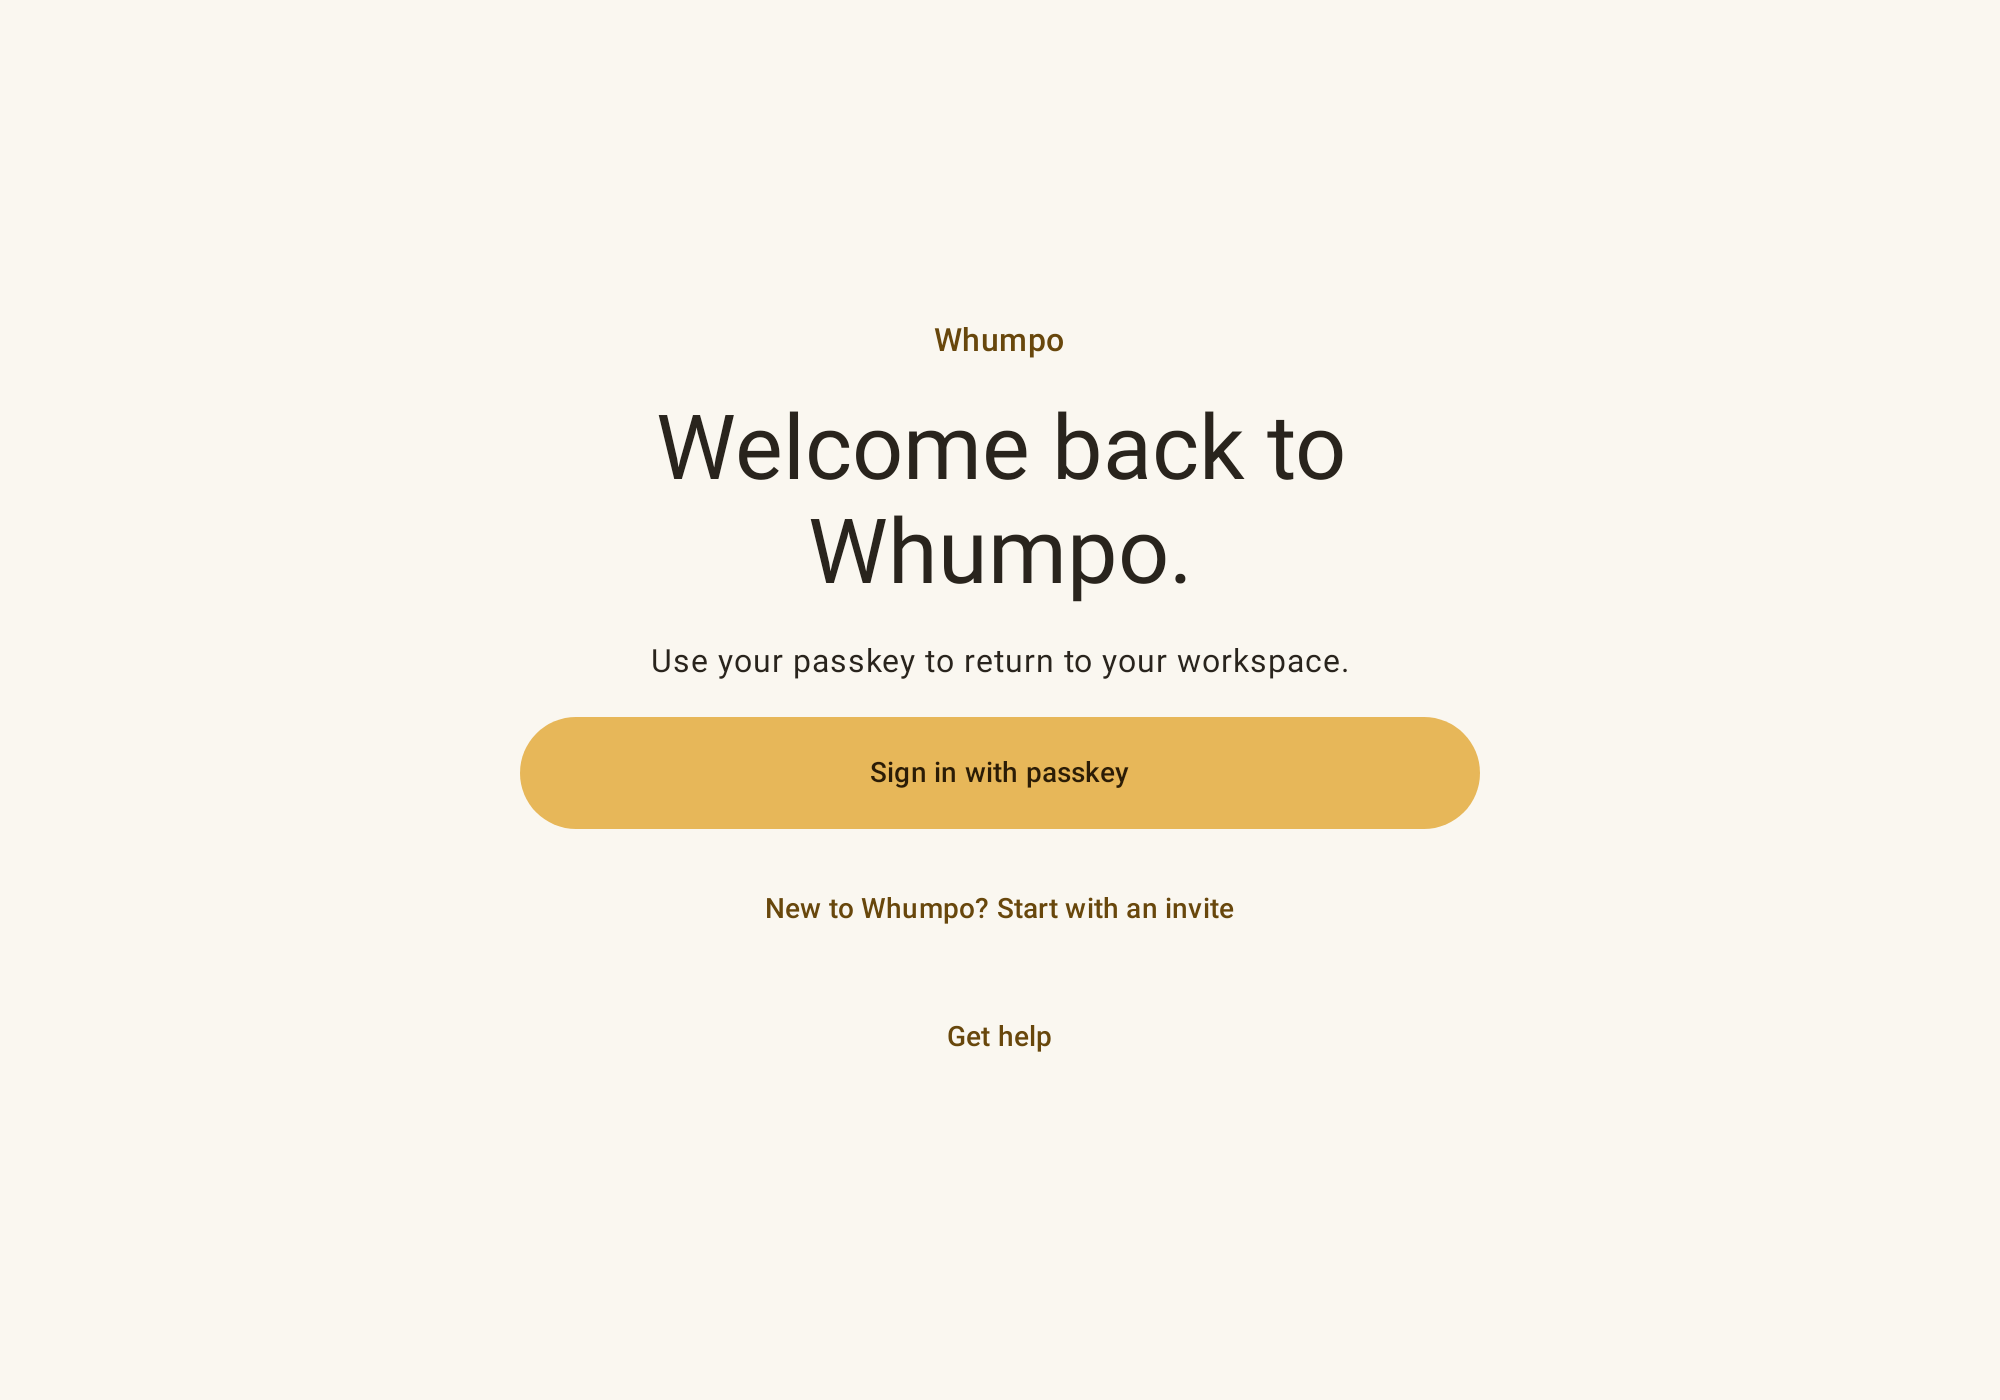 Whumpo
Welcome back to
Whumpo.
Use your passkey to return to your workspace.
Sign in with passkey
New to Whumpo? Start with an invite
Get help